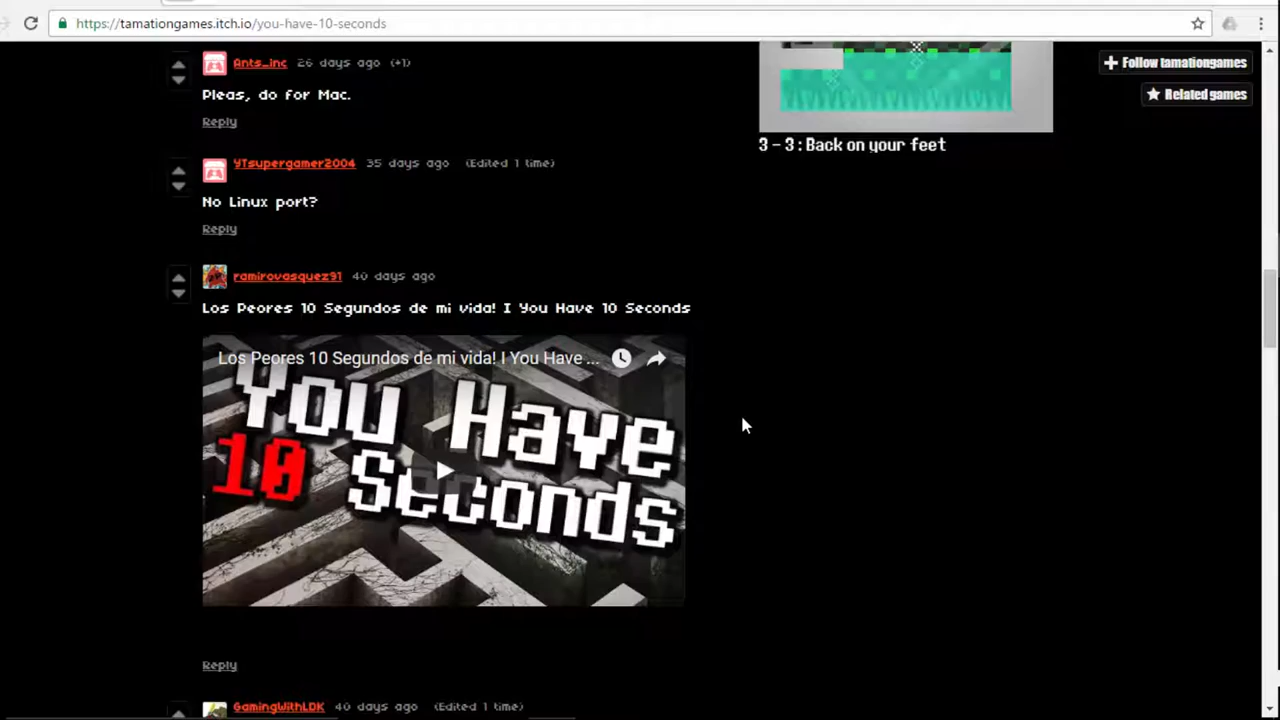 https://tamationgames.itch.io/you-have-10-seconds
Follow tamationgames
Related games
3 - 3 : Back on your feet
Ants_inc 26 days ago (+1)
Pleas, do for Mac.
Reply
YTsupergamer2004 35 days ago (Edited 1 time)
No Linux port?
Reply
ramirovasquez91 40 days ago
Los Peores 10 Segundos de mi vida! I You Have 10 Seconds
Los Peores 10 Segundos de mi vida! I You Have ...
You Have
10 Seconds
Reply
GamingWithLDK 40 days ago (Edited 1 time)